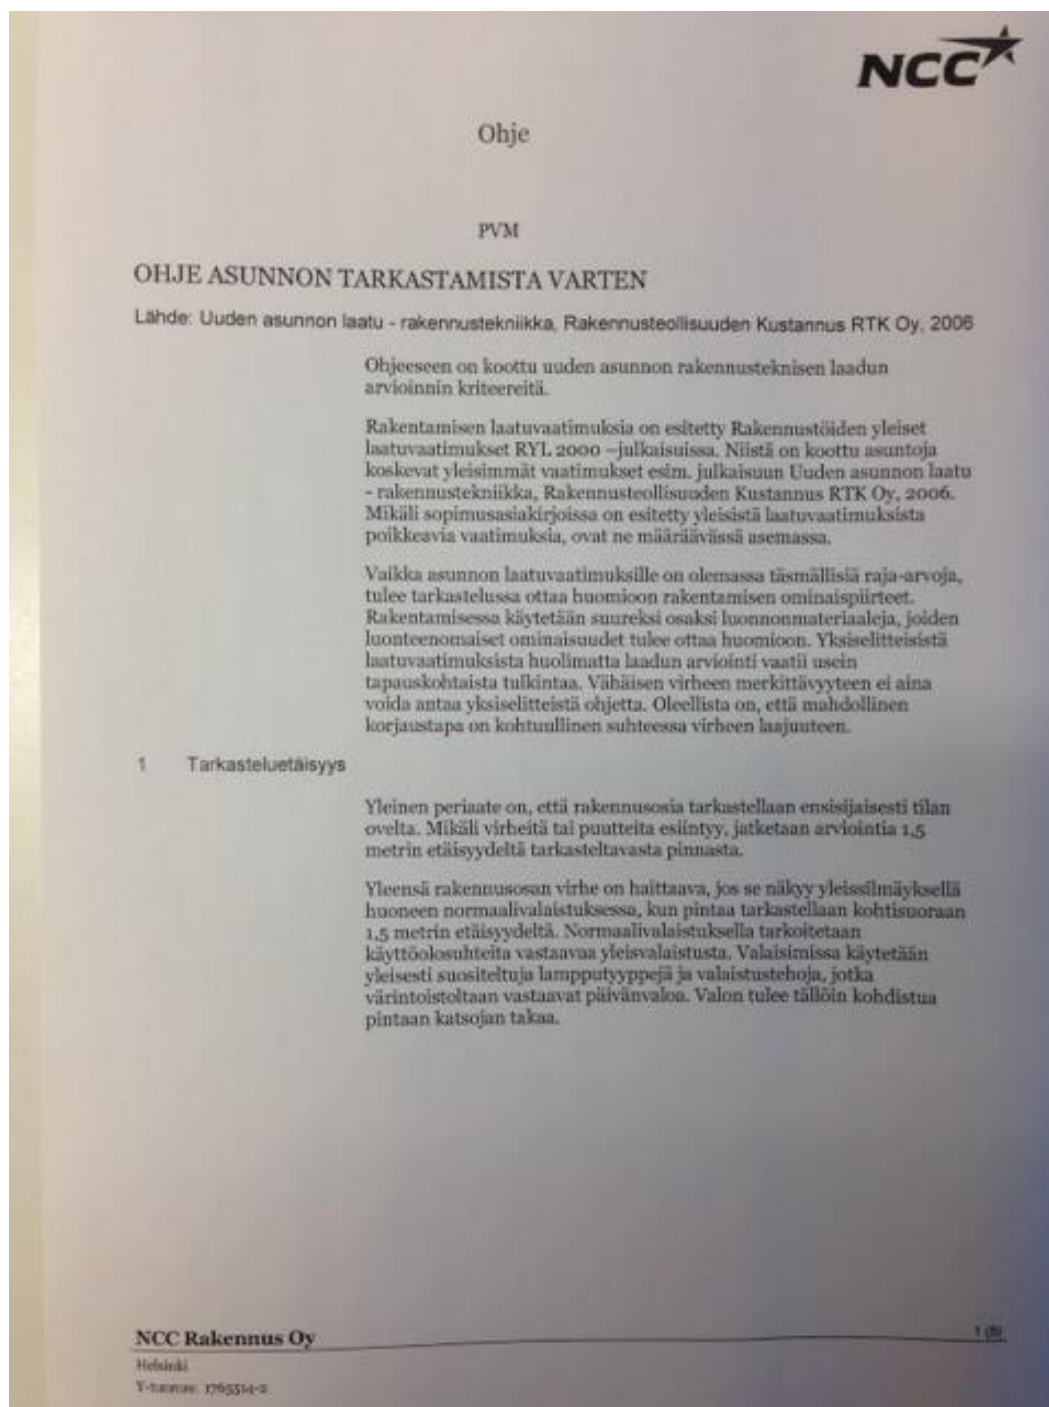 NCC
Ohje
PVM
OHJE ASUNNON TARKASTAMISTA VARTEN
Lähde: Uuden asunnon laatu - rakennustekniikka, Rakennusteollisuuden Kustannus RTK Oy, 2006
Ohjeeseen on koottu uuden asunnon rakennusteknisen laadun
arvioinnin kriteereitä.
Rakentamisen laatuvaatimuksia on esitetty Rakennustöiden yleiset
laatuvaatimukset RYL 2000 –julkaisuissa. Niistä on koottu asuntoja
koskevat yleisimmät vaatimukset esim. julkaisuun Uuden asunnon laatu
- rakennustekniikka, Rakennusteollisuuden Kustannus RTK Oy, 2006.
Mikäli sopimusasiakirjoissa on esitetty yleisistä laatuvaatimuksista
poikkeavia vaatimuksia, ovat ne määräävässä asemassa.
Vaikka asunnon laatuvaatimuksille on olemassa täsmällisiä raja-arvoja,
tulee tarkastelussa ottaa huomioon rakentamisen ominaispiirteet.
Rakentamisessa käytetään suureksi osaksi luonnonmateriaaleja, joiden
luonteenomaiset ominaisuudet tulee ottaa huomioon. Yksiselitteisistä
laatuvaatimuksista huolimatta laadun arviointi vaatii usein
tapauskohtaista tulkintaa. Vähäisen virheen merkittävyyteen ei aina
voida antaa yksiselitteistä ohjetta. Oleellista on, että mahdollinen
korjaustapa on kohtuullinen suhteessa virheen laajuuteen.
1 Tarkasteluetäisyys
Yleinen periaate on, että rakennusosia tarkastellaan ensisijaisesti tilan
ovelta. Mikäli virheitä tai puutteita esiintyy, jatketaan arviointia 1,5
metrin etäisyydeltä tarkasteltavasta pinnasta.
Yleensä rakennusosan virhe on haittaava, jos se näkyy yleissilmäyksellä
huoneen normaalivalaistuksessa, kun pintaa tarkastellaan kohtisuoraan
1,5 metrin etäisyydeltä. Normaalivalaistuksella tarkoitetaan
käyttöolosuhteita vastaavaa yleisvalaistusta. Valaisimissa käytetään
yleisesti suositeltuja lampputyyppejä ja valaistustehoja, jotka
värintoistoltaan vastaavat päivänvaloa. Valon tulee tällöin kohdistua
pintaan katsojan takaa.
NCC Rakennus Oy
Helsinki
Y-tunnus: 1765514-2